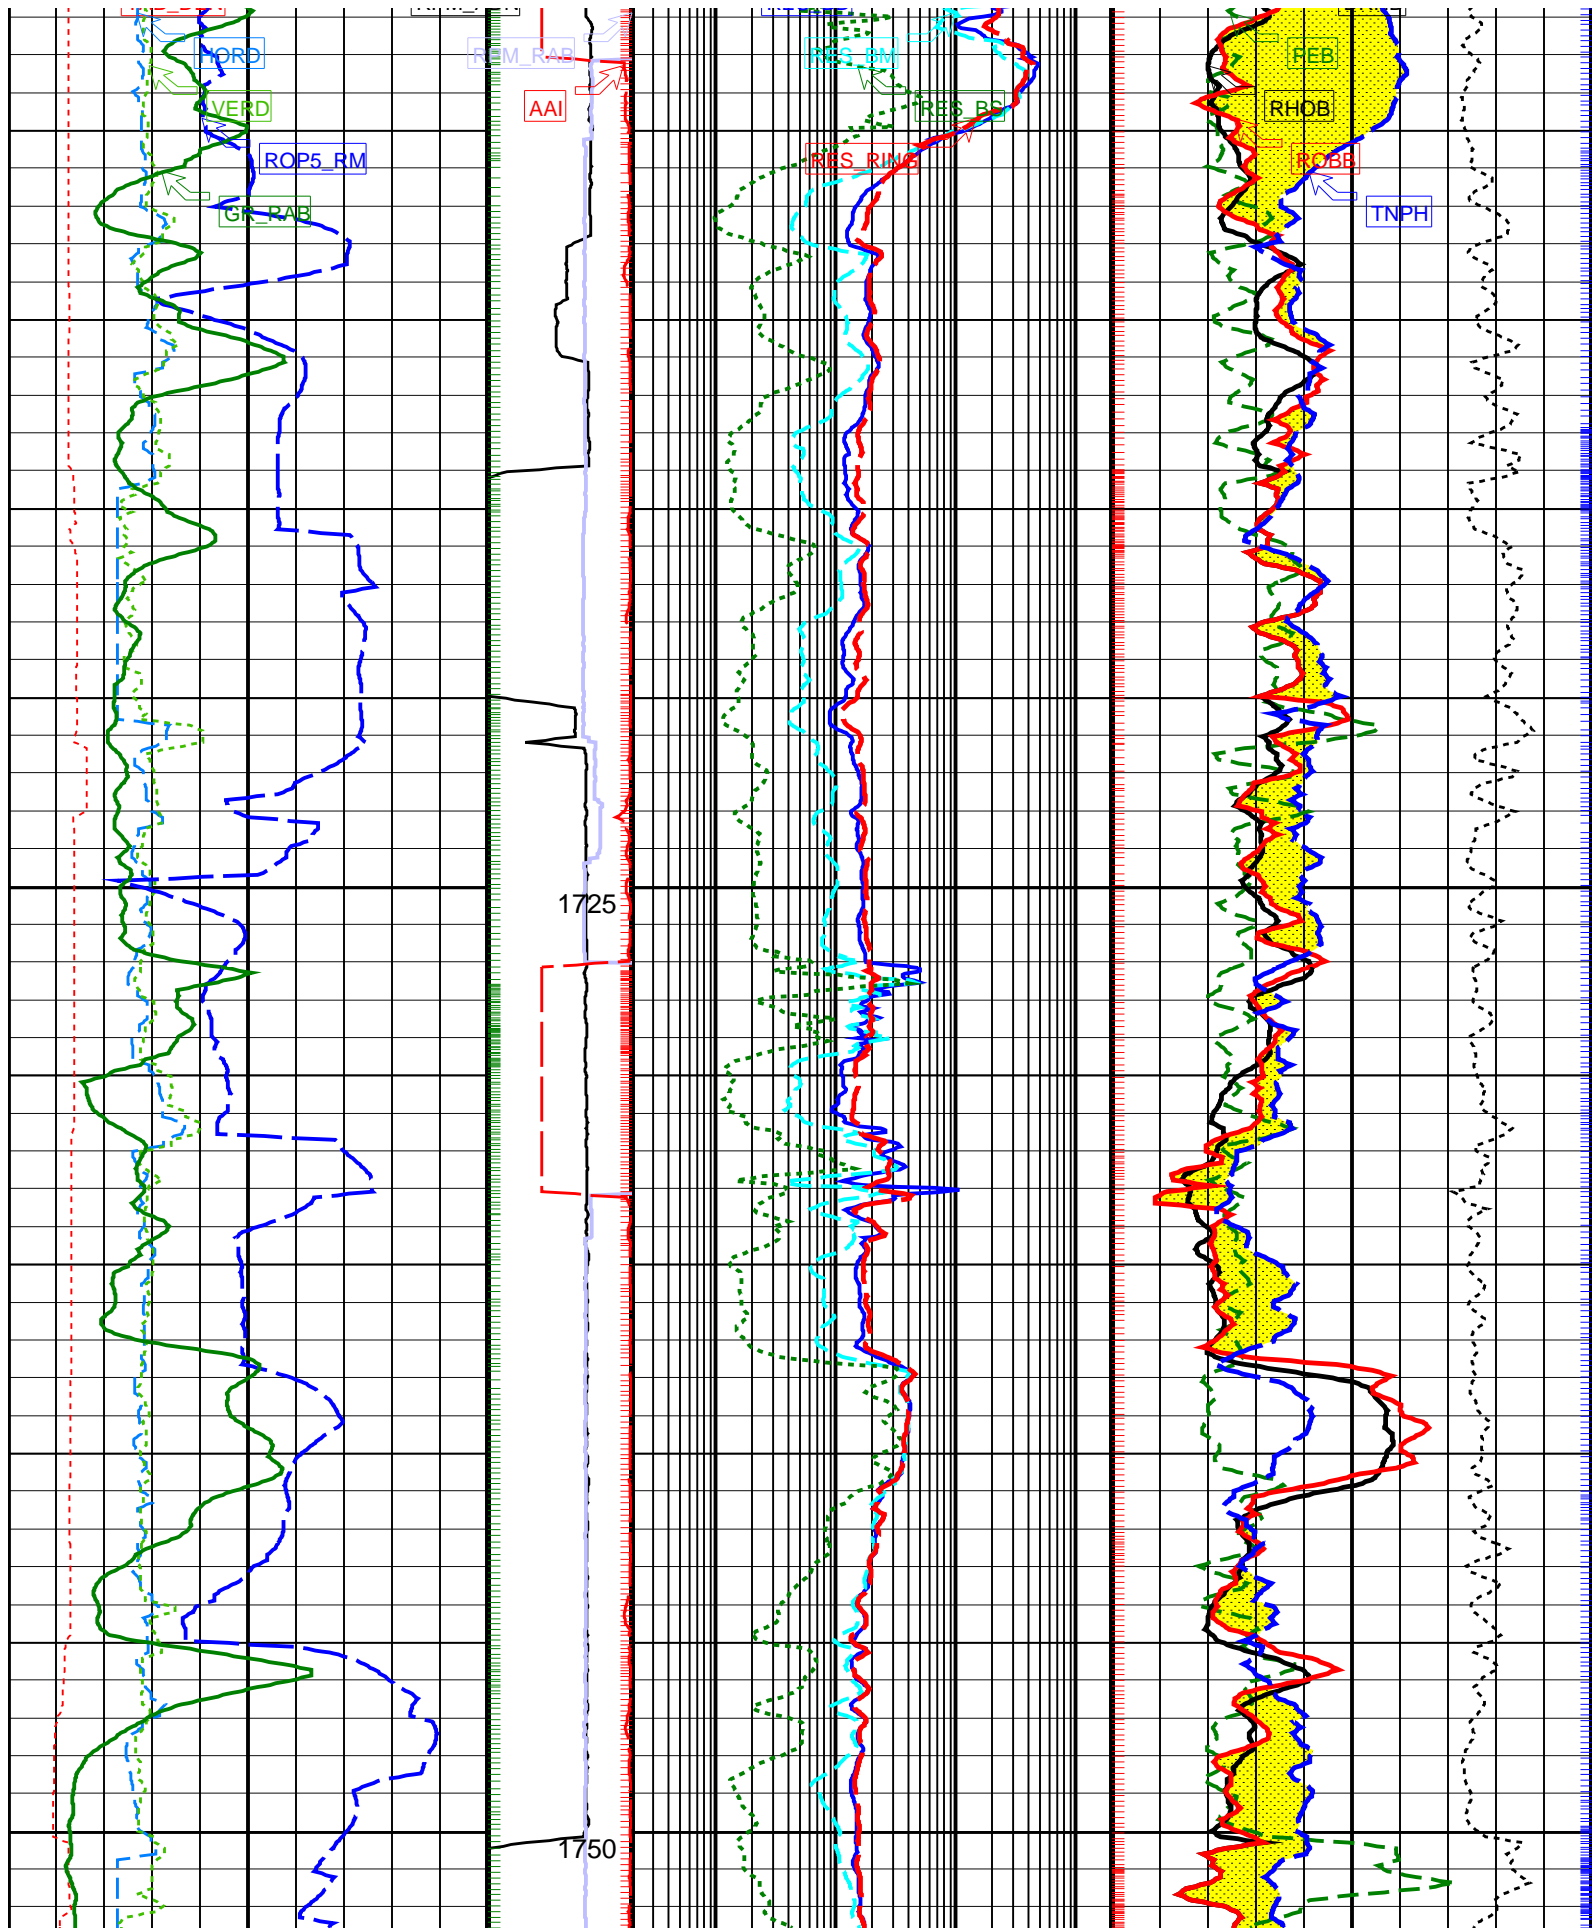 HORD
RPM_RAB
RES_BM
PEB
VERD
AAI
RES_BS
RHOB
ROP5_RM
RES_RING
ROBB
GR_RAB
TNPH
1725
1750